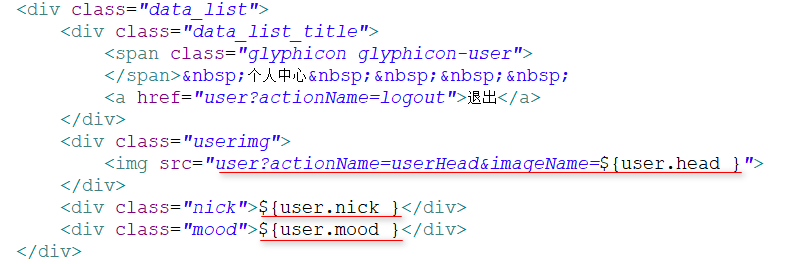 <div class="data_list">
<div class="data_list_title">
<span class="glyphicon glyphicon-user">
</span>&nbsp;个人中心&nbsp;&nbsp;&nbsp;&nbsp;
<a href="user?actionName=logout">退出</a>
</div>
<div class="userimg">
<img src="user?actionName=userHead&imageName=${user.head }">
</div>
<div class="nick">${user.nick }</div>
<div class="mood">${user.mood }</div>
</div>